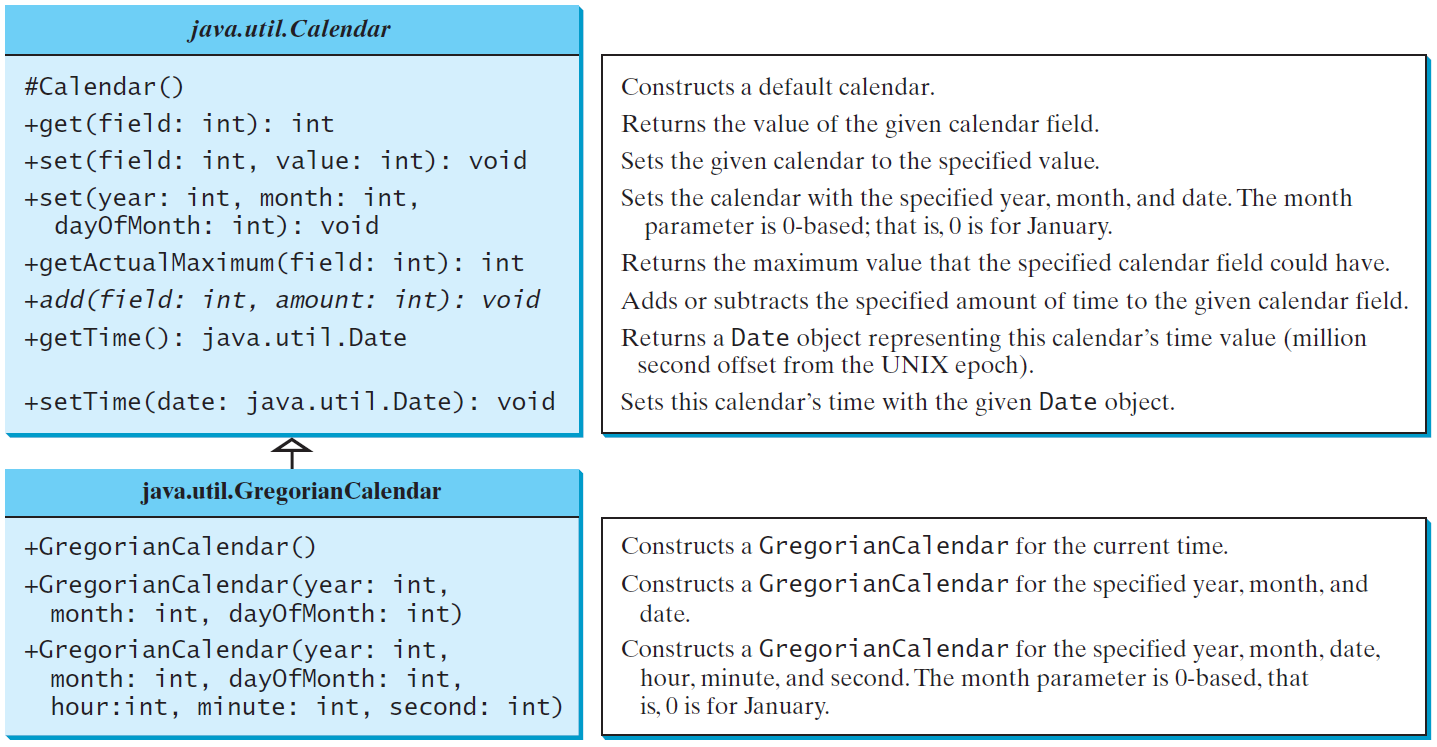 java.util.Calendar
#Calendar()
Constructs a default calendar.
+get(field: int): int
Returns the value of the given calendar field.
+set(field: int, value: int): void
Sets the given calendar to the specified value.
+set(year: int, month: int,
dayOfMonth: int): void
Sets the calendar with the specified year, month, and date. The month
parameter is 0-based; that is, 0 is for January.
+getActualMaximum(field: int): int
Returns the maximum value that the specified calendar field could have.
+add(field: int, amount: int): void
Adds or subtracts the specified amount of time to the given calendar field.
+getTime(): java.util.Date
Returns a Date object representing this calendar's time value (million
second offset from the UNIX epoch).
+setTime(date: java.util.Date): void
Sets this calendar's time with the given Date object.
java.util.GregorianCalendar
+GregorianCalendar()
Constructs a GregorianCalendar for the current time.
+GregorianCalendar(year: int,
month: int, dayOfMonth: int)
Constructs a GregorianCalendar for the specified year, month, and
date.
+GregorianCalendar(year: int,
month: int, dayOfMonth: int,
hour:int, minute: int, second: int)
Constructs a GregorianCalendar for the specified year, month, date,
hour, minute, and second. The month parameter is 0-based, that
is, 0 is for January.